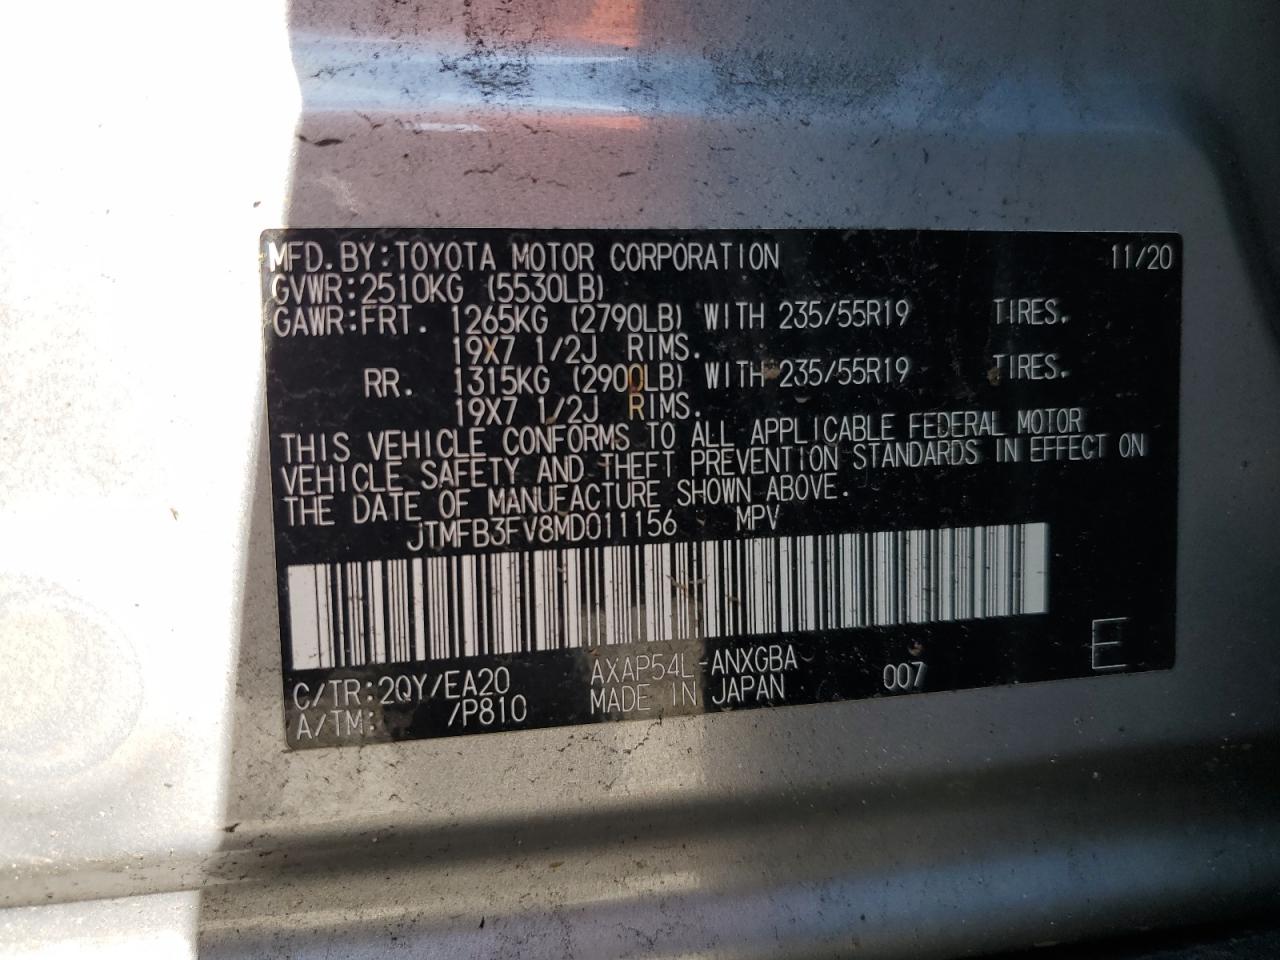 MFD. BY: TOYOTA MOTOR CORPORATION 11/20
GVWR: 2510KG (5530LB)
GAWR: FRT. 1265KG (2790LB) WITH 235/55R19 TIRES.
19X7 1/2J RIMS.
RR. 1315KG (2900LB) WITH 235/55R19 TIRES.
19X7 1/2J RIMS.
THIS VEHICLE CONFORMS TO ALL APPLICABLE FEDERAL MOTOR
VEHICLE SAFETY AND THEFT PREVENTION STANDARDS IN EFFECT ON
THE DATE OF MANUFACTURE SHOWN ABOVE.
JTMFB3FV8MD011156 MPV
C/TR: 2QY/EA20 AXAP54L-ANXGBA 007 E
A/TM: /P810 MADE IN JAPAN